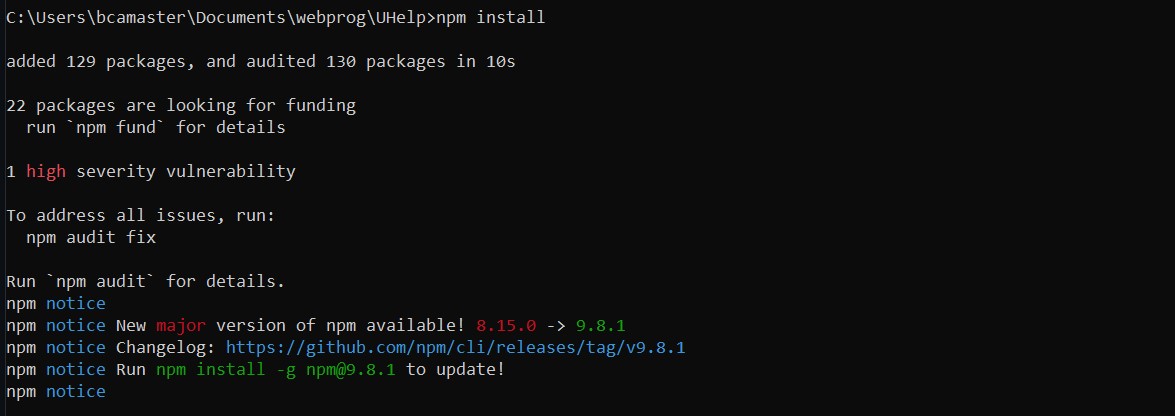 C:\Users\bcamaster\Documents\webprog\UHelp>npm install
added 129 packages, and audited 130 packages in 10s
22 packages are looking for funding
  run `npm fund` for details
1 high severity vulnerability
To address all issues, run:
  npm audit fix
Run `npm audit` for details.
npm notice
npm notice New major version of npm available! 8.15.0 -> 9.8.1
npm notice Changelog: https://github.com/npm/cli/releases/tag/v9.8.1
npm notice Run npm install -g npm@9.8.1 to update!
npm notice